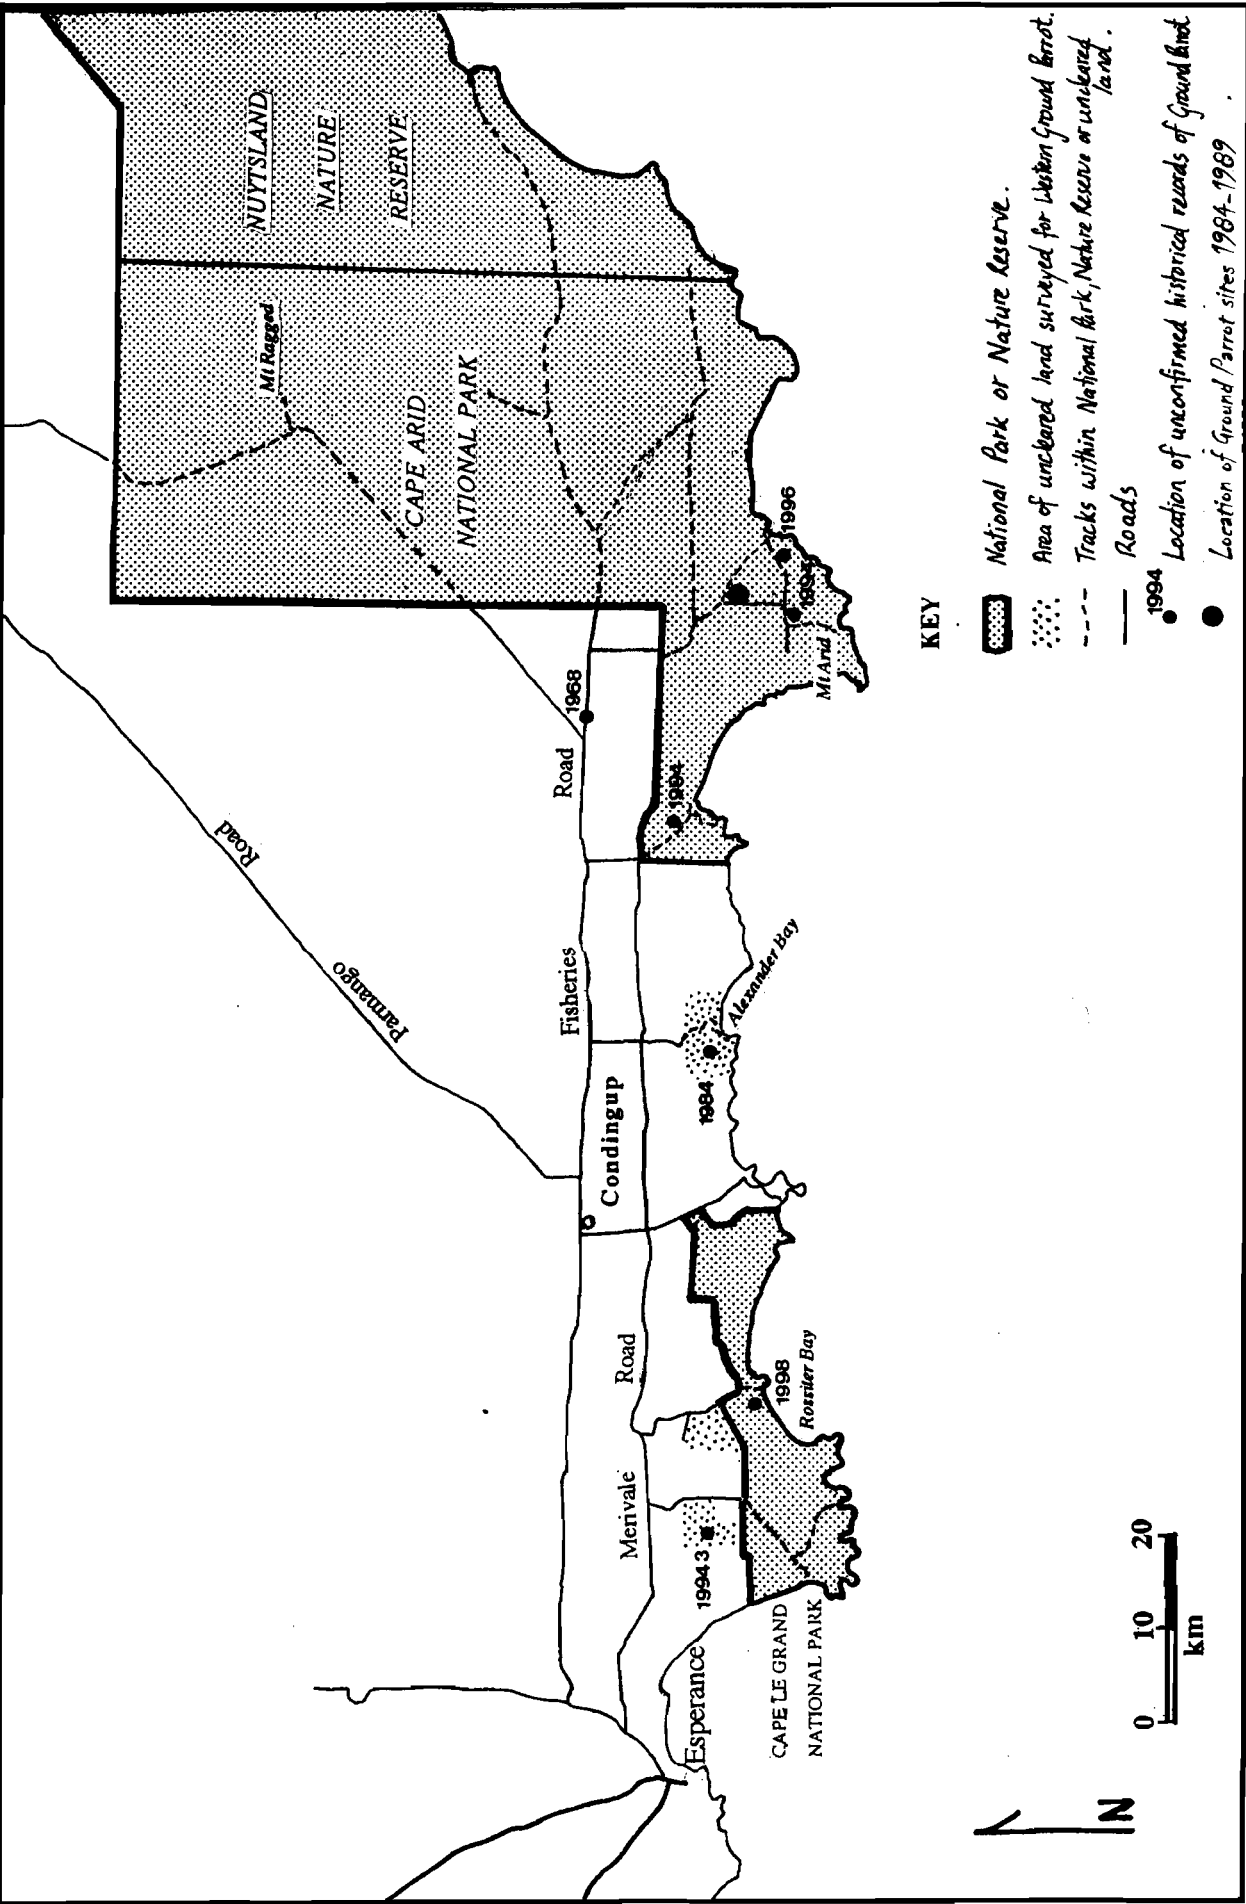 NUYTSLAND
NATURE
RESERVE
Mt Ragged
CAPE ARID
NATIONAL PARK
Parmango
Road
1968
Fisheries
Road
Condingup
1984
1994
1996
Mt Arid
Alexander Bay
1984
Merivale
Road
1998
Rossiter Bay
1994 3
Esperance
CAPE LE GRAND
NATIONAL PARK
KEY
National Park or Nature Reserve.
Area of uncleared land surveyed for Western Ground Parrot.
Tracks within National Park, Nature Reserve or uncleared
land.
Roads
1994
Location of unconfirmed historical records of Ground Parrot
Location of Ground Parrot sites 1984-1989
0 10 20
km
N